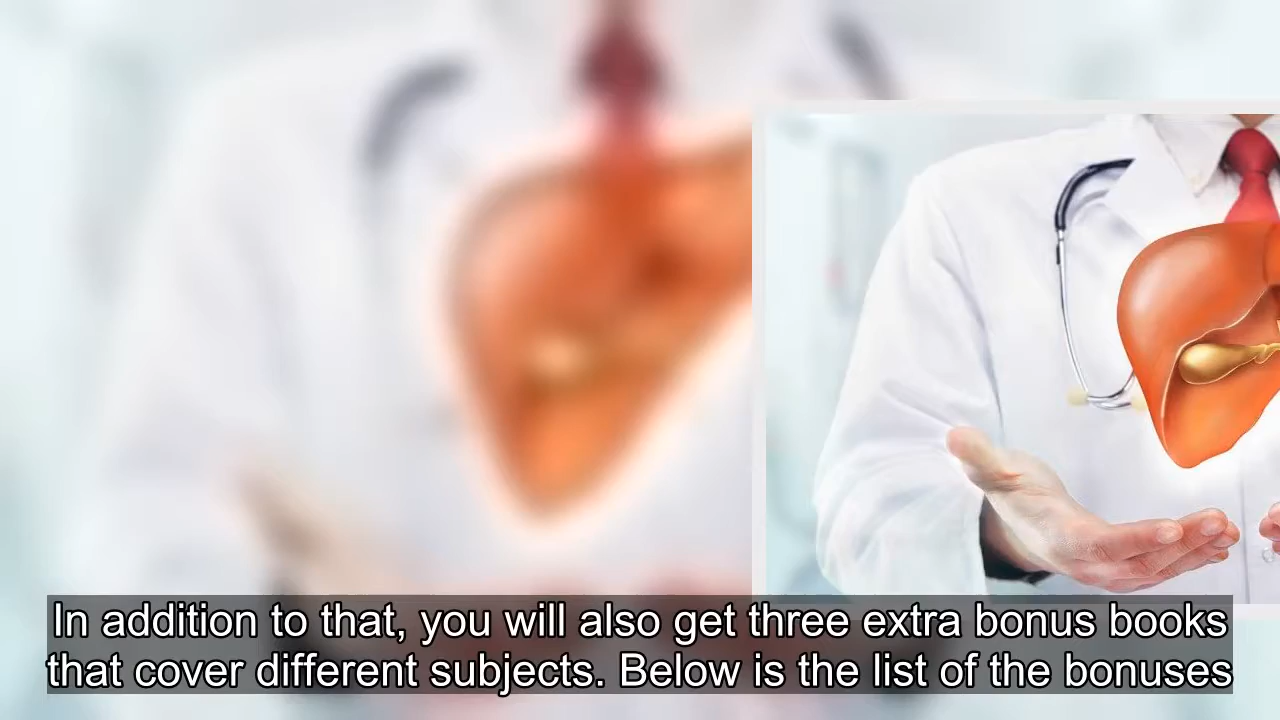 In addition to that, you will also get three extra bonus books
that cover different subjects. Below is the list of the bonuses